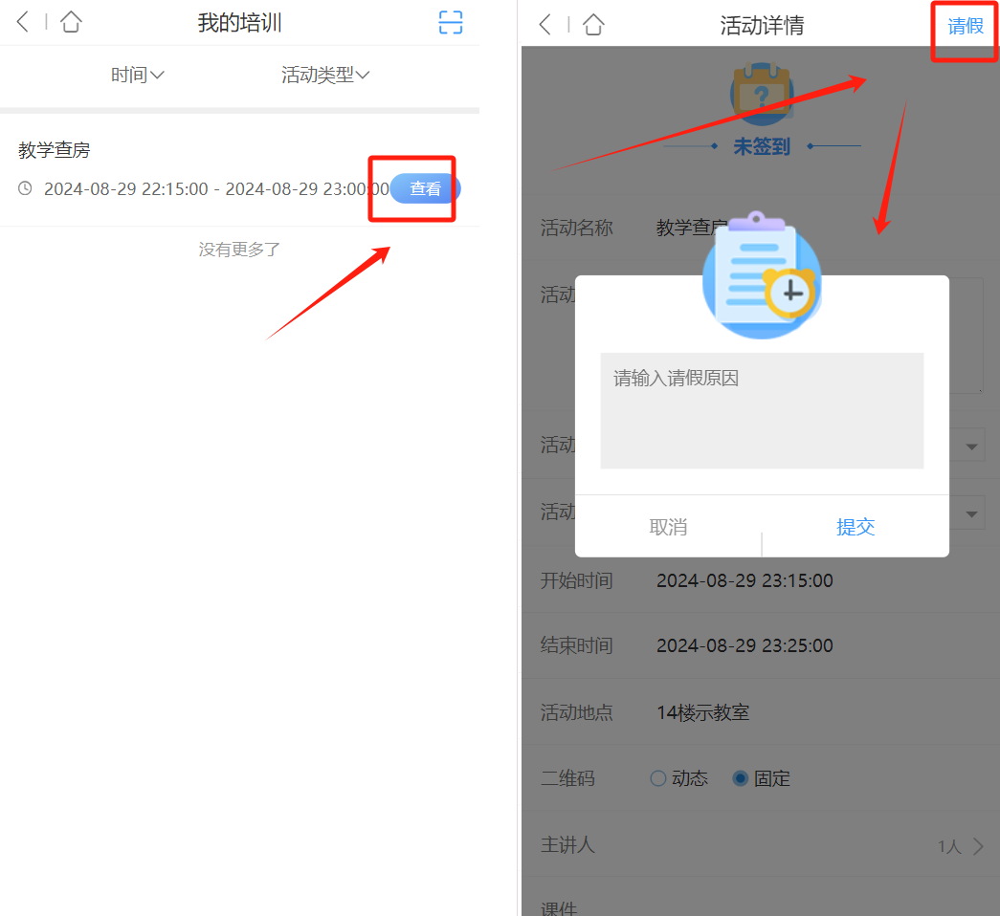 我的培训
时间
活动类型
教学查房
2024-08-29 22:15:00 - 2024-08-29 23:00:00
查看
没有更多了
活动详情
请假
未签到
活动名称
教学查房
活动
请输入请假原因
活动
活动
取消
提交
开始时间
2024-08-29 23:15:00
结束时间
2024-08-29 23:25:00
活动地点
14楼示教室
二维码
动态
固定
主讲人
1人
课件